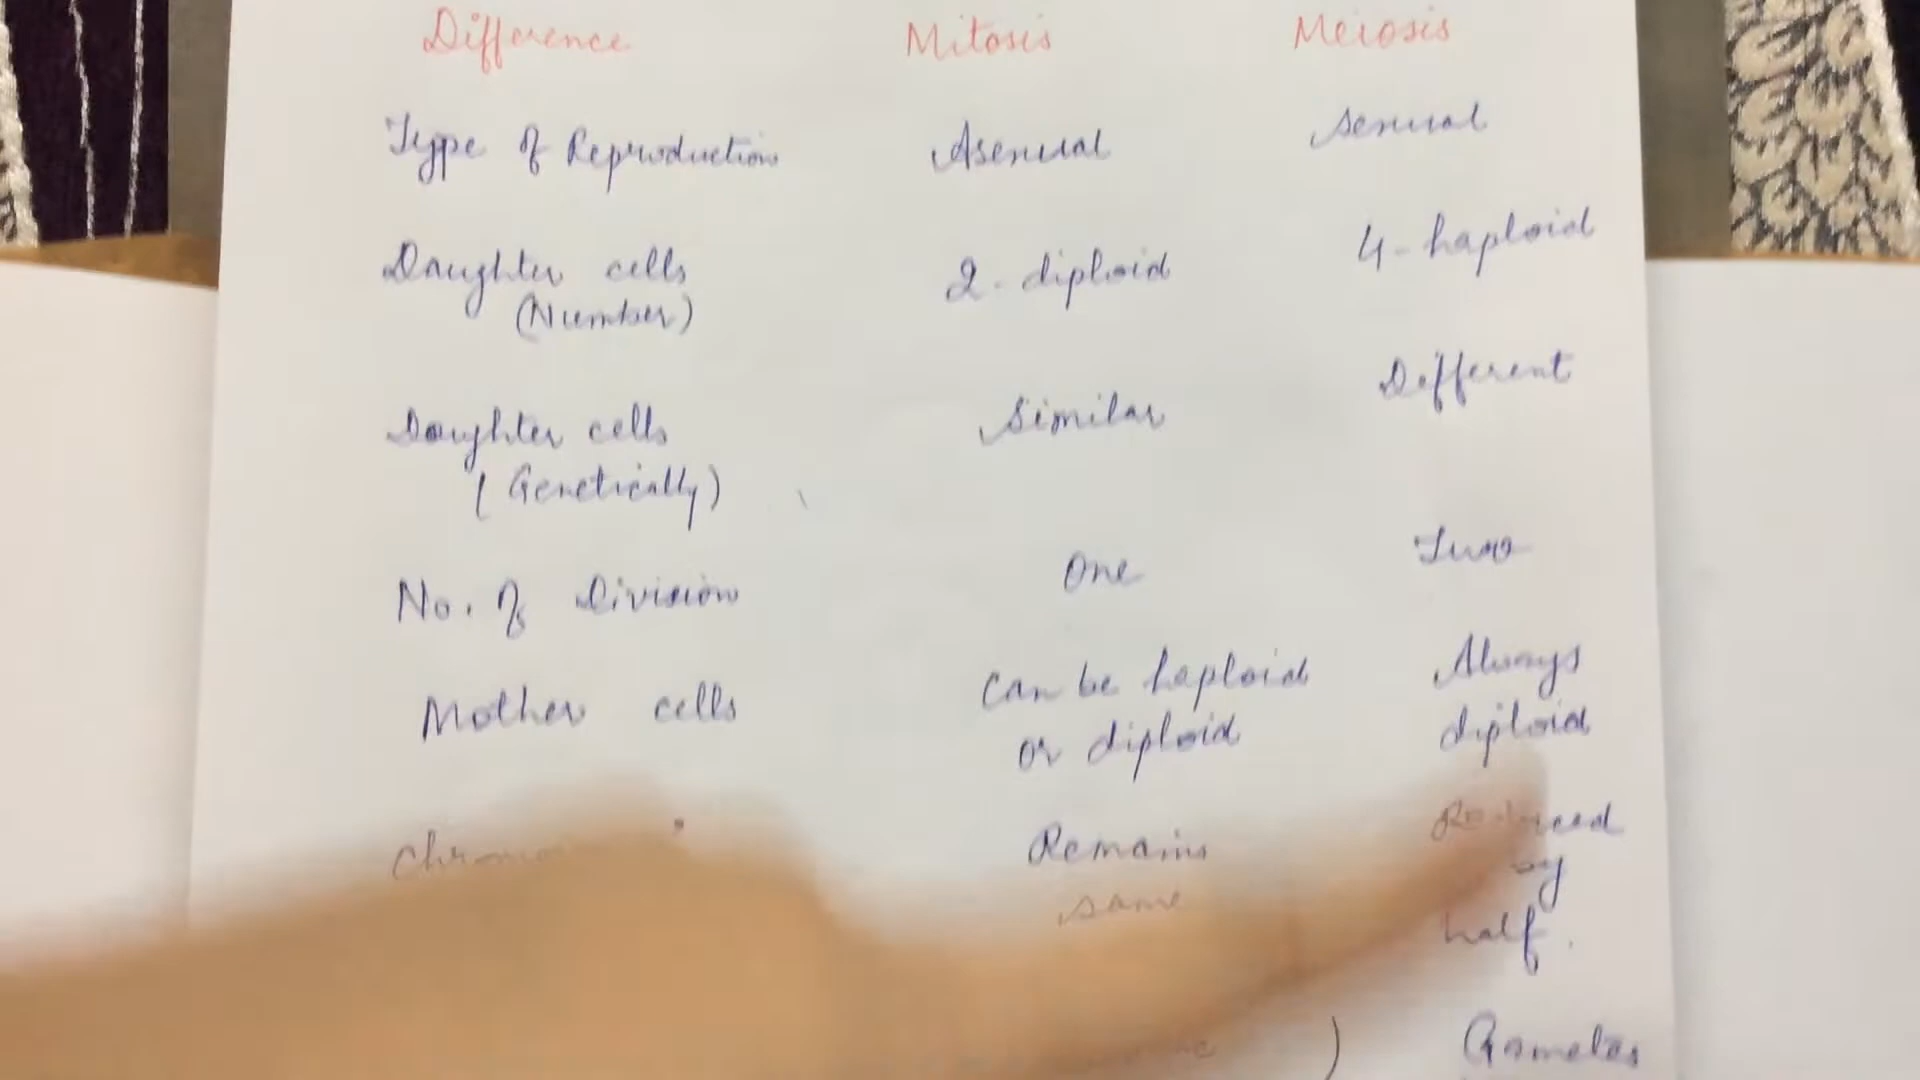 Difference Mitosis Meiosis
Type of Reproduction Asexual sexual
Daughter cells 2-diploid 4-haploid
(Number)
Daughter cells Similar Different
(Genetically)
No. of Division One Two
Mother cells can be haploid Always
or diploid diploid
Remains Reduced
same by
half.
) Gametes